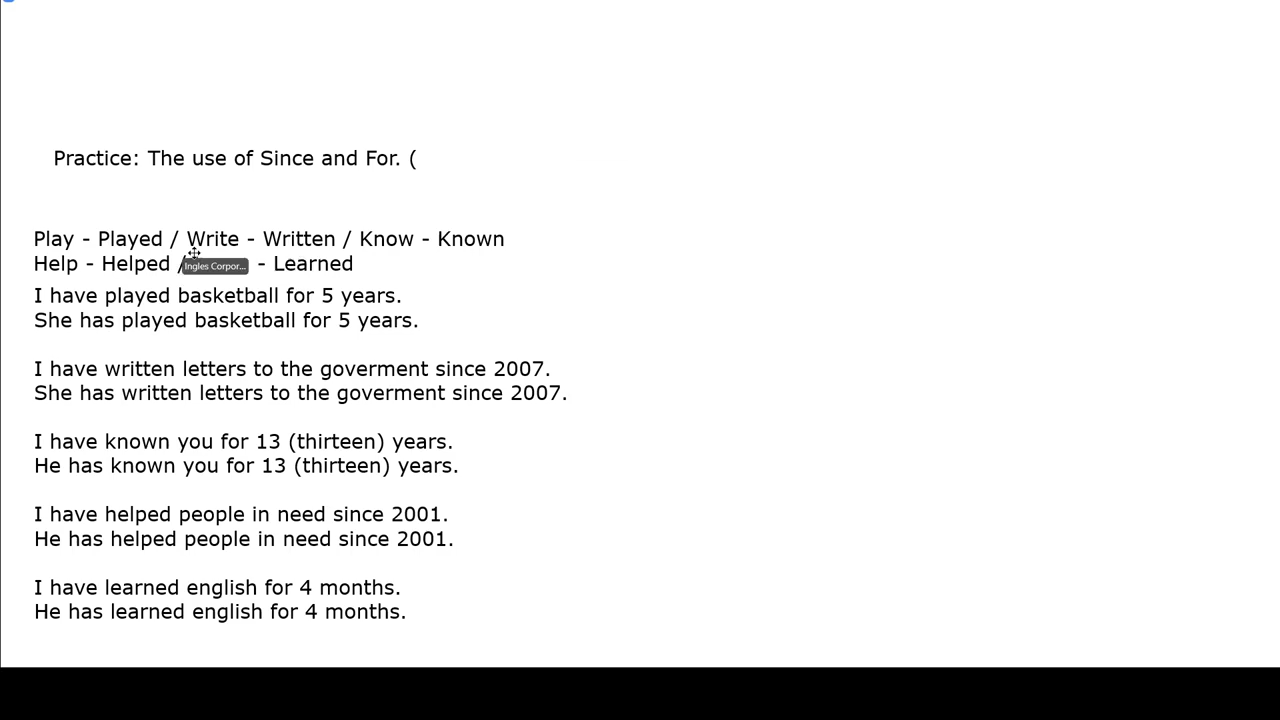 Practice: The use of Since and For. (
Play - Played / Write - Written / Know - Known
Help - Helped / - Learned
Ingles Corpor...
I have played basketball for 5 years.
She has played basketball for 5 years.
I have written letters to the goverment since 2007.
She has written letters to the goverment since 2007.
I have known you for 13 (thirteen) years.
He has known you for 13 (thirteen) years.
I have helped people in need since 2001.
He has helped people in need since 2001.
I have learned english for 4 months.
He has learned english for 4 months.